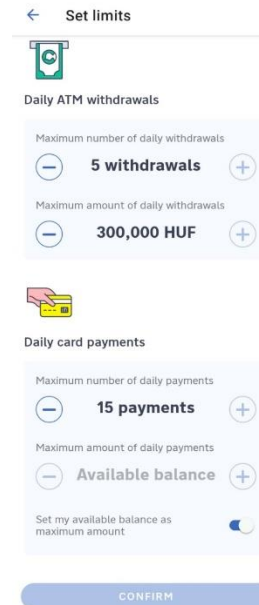 Set limits
Daily ATM withdrawals
Maximum number of daily withdrawals
5 withdrawals
Maximum amount of daily withdrawals
300,000 HUF
Daily card payments
Maximum number of daily payments
15 payments
Maximum amount of daily payments
Available balance
Set my available balance as
maximum amount
CONFIRM